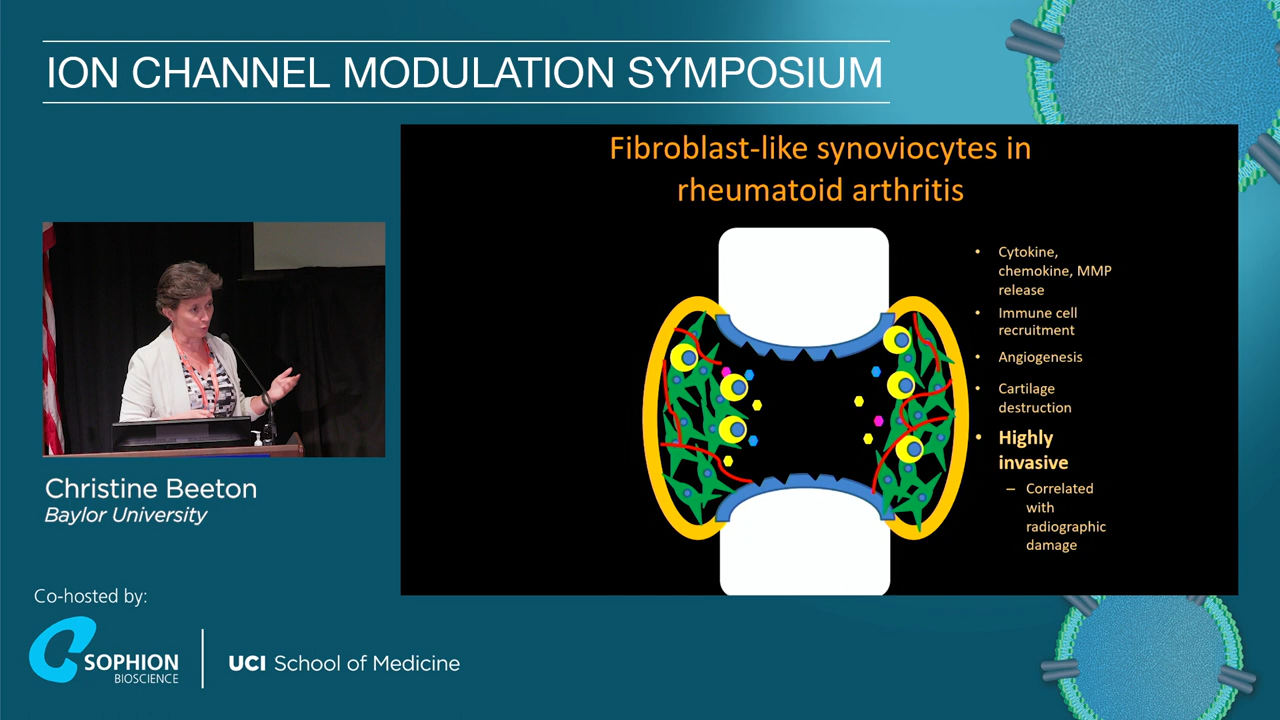 ION CHANNEL MODULATION SYMPOSIUM
Fibroblast-like synoviocytes in
rheumatoid arthritis
• Cytokine,
chemokine, MMP
release
• Immune cell
recruitment
• Angiogenesis
• Cartilage
destruction
• Highly
invasive
– Correlated
with
radiographic
damage
Christine Beeton
Baylor University
Co-hosted by:
SOPHION
BIOSCIENCE
UCI School of Medicine